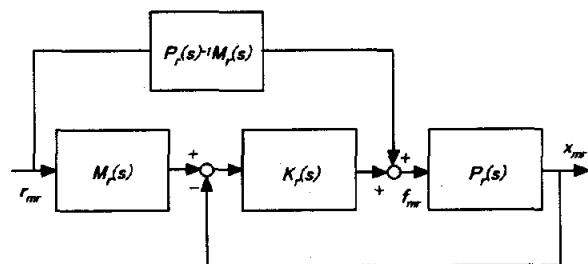 P_r(s)^-1 M_r(s)
r_mr
M_r(s)
+
−
K_r(s)
+
+
f_mr
P_r(s)
x_mr